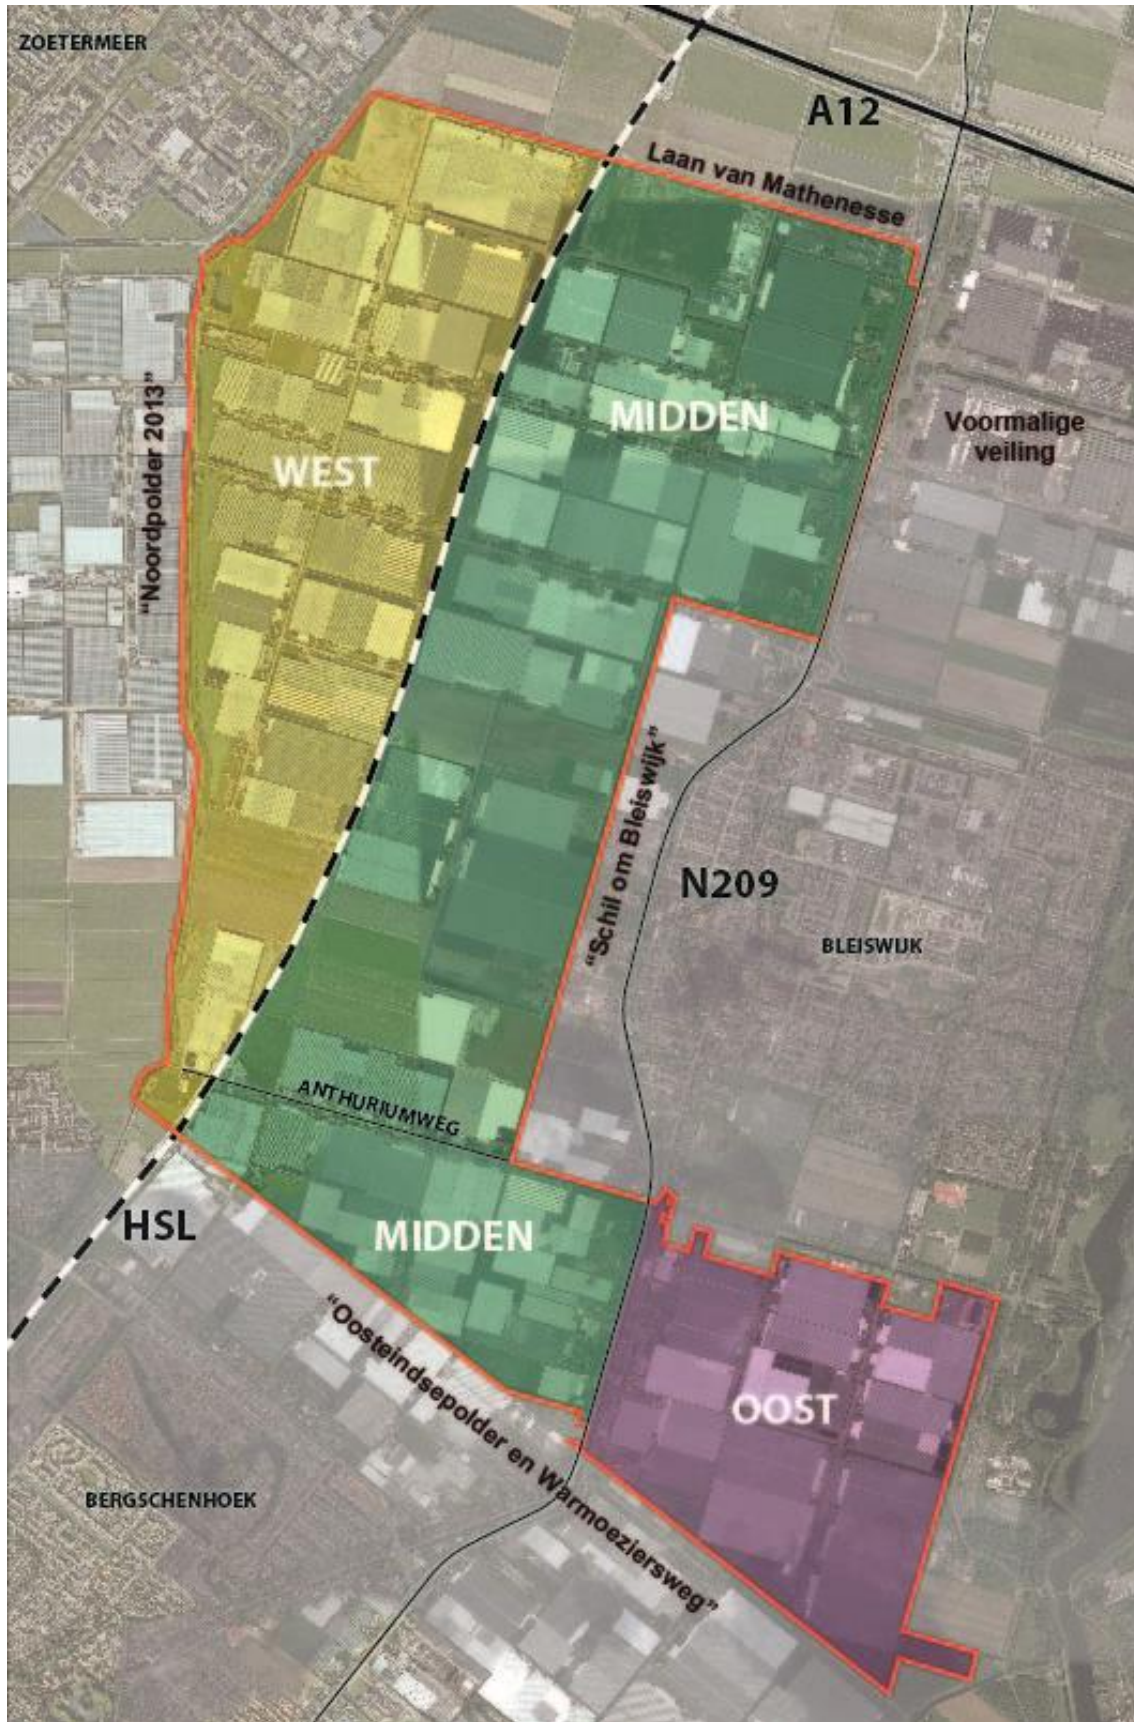 ZOETERMEER
A12
Laan van Mathenesse
"Noordpolder 2013"
MIDDEN
Voormalige
veiling
WEST
"Schil om Bleiswijk"
N209
BLEISWIJK
ANTHURIUMWEG
HSL
MIDDEN
"Oosteindsepolder en Warmoeziersweg"
OOST
BERGSCHENHOEK